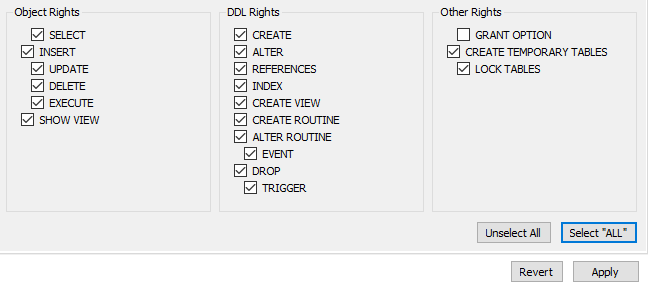 Object Rights
SELECT
INSERT
UPDATE
DELETE
EXECUTE
SHOW VIEW
DDL Rights
CREATE
ALTER
REFERENCES
INDEX
CREATE VIEW
CREATE ROUTINE
ALTER ROUTINE
EVENT
DROP
TRIGGER
Other Rights
GRANT OPTION
CREATE TEMPORARY TABLES
LOCK TABLES
Unselect All
Select "ALL"
Revert
Apply